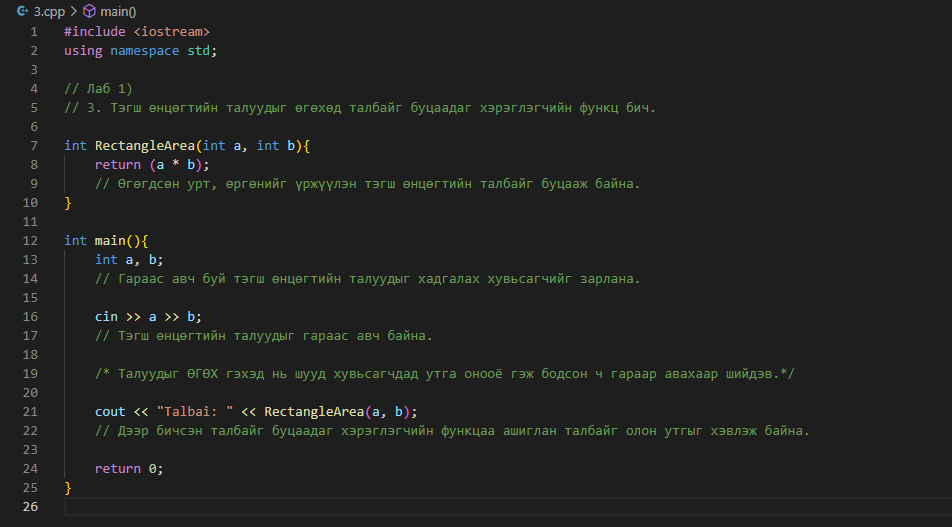 3.cpp > main()
1 #include <iostream>
2 using namespace std;
3
4 // Лаб 1)
5 // 3. Тэгш өнцөгтийн талуудыг өгөхөд талбайг буцаадаг хэрэглэгчийн функц бич.
6
7 int RectangleArea(int a, int b){
8     return (a * b);
9     // Өгөгдсөн урт, өргөнийг үржүүлэн тэгш өнцөгтийн талбайг буцааж байна.
10 }
11
12 int main(){
13     int a, b;
14     // Гараас авч буй тэгш өнцөгтийн талуудыг хадгалах хувьсагчийг зарлана.
15
16     cin >> a >> b;
17     // Тэгш өнцөгтийн талуудыг гараас авч байна.
18
19     /* Талуудыг ӨГӨХ гэхэд нь шууд хувьсагчдад утга онооё гэж бодсон ч гараар авахаар шийдэв.*/
20
21     cout << "Talbai: " << RectangleArea(a, b);
22     // Дээр бичсэн талбайг буцаадаг хэрэглэгчийн функцаа ашиглан талбайг олон утгыг хэвлэж байна.
23
24     return 0;
25 }
26